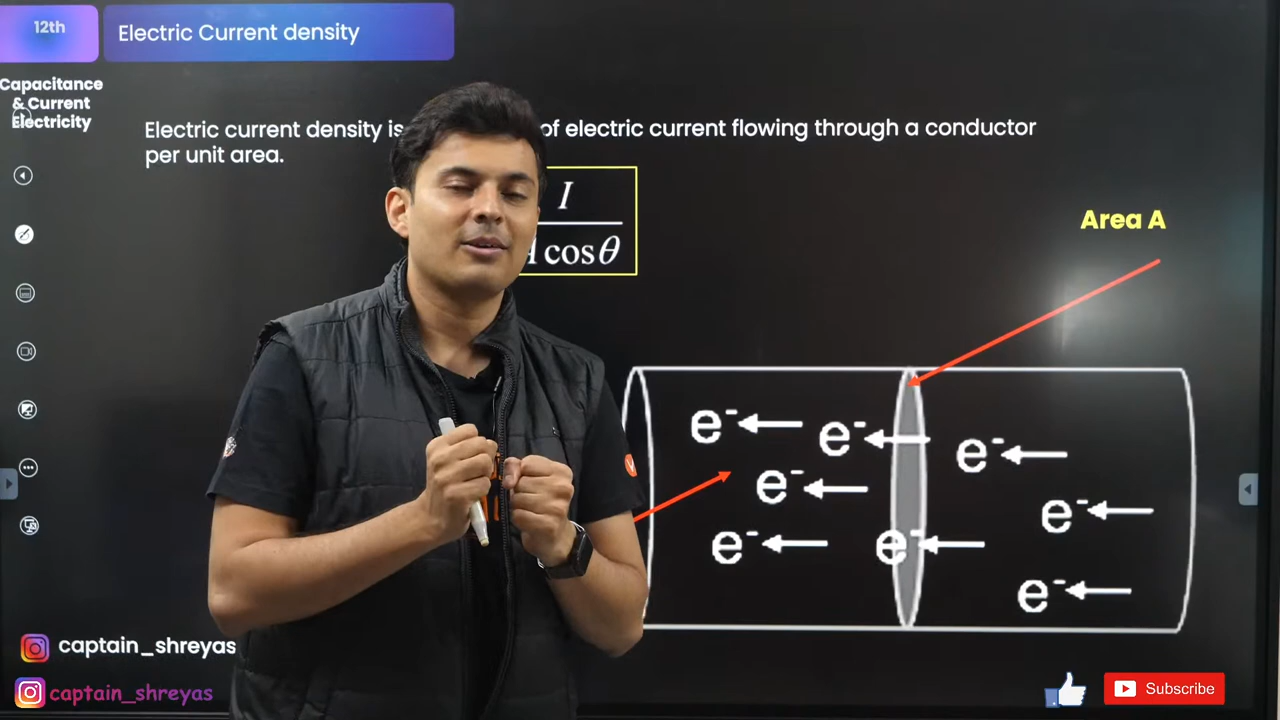 12th
Electric Current density
Capacitance
& Current
Electricity
Electric current density is of electric current flowing through a conductor
per unit area.
I
cosθ
Area A
e⁻ e⁻ e⁻
e⁻ e⁻
e⁻ e⁻
e⁻
captain_shreyas
captain_shreyas
Subscribe